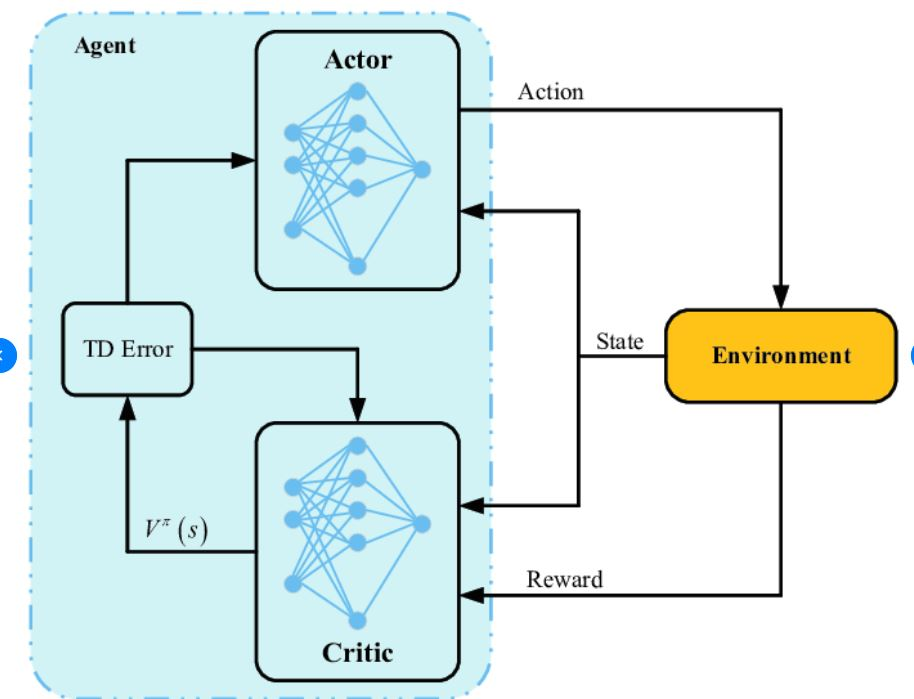 Agent
Actor
Action
TD Error
State
Environment
V^π (s)
Reward
Critic